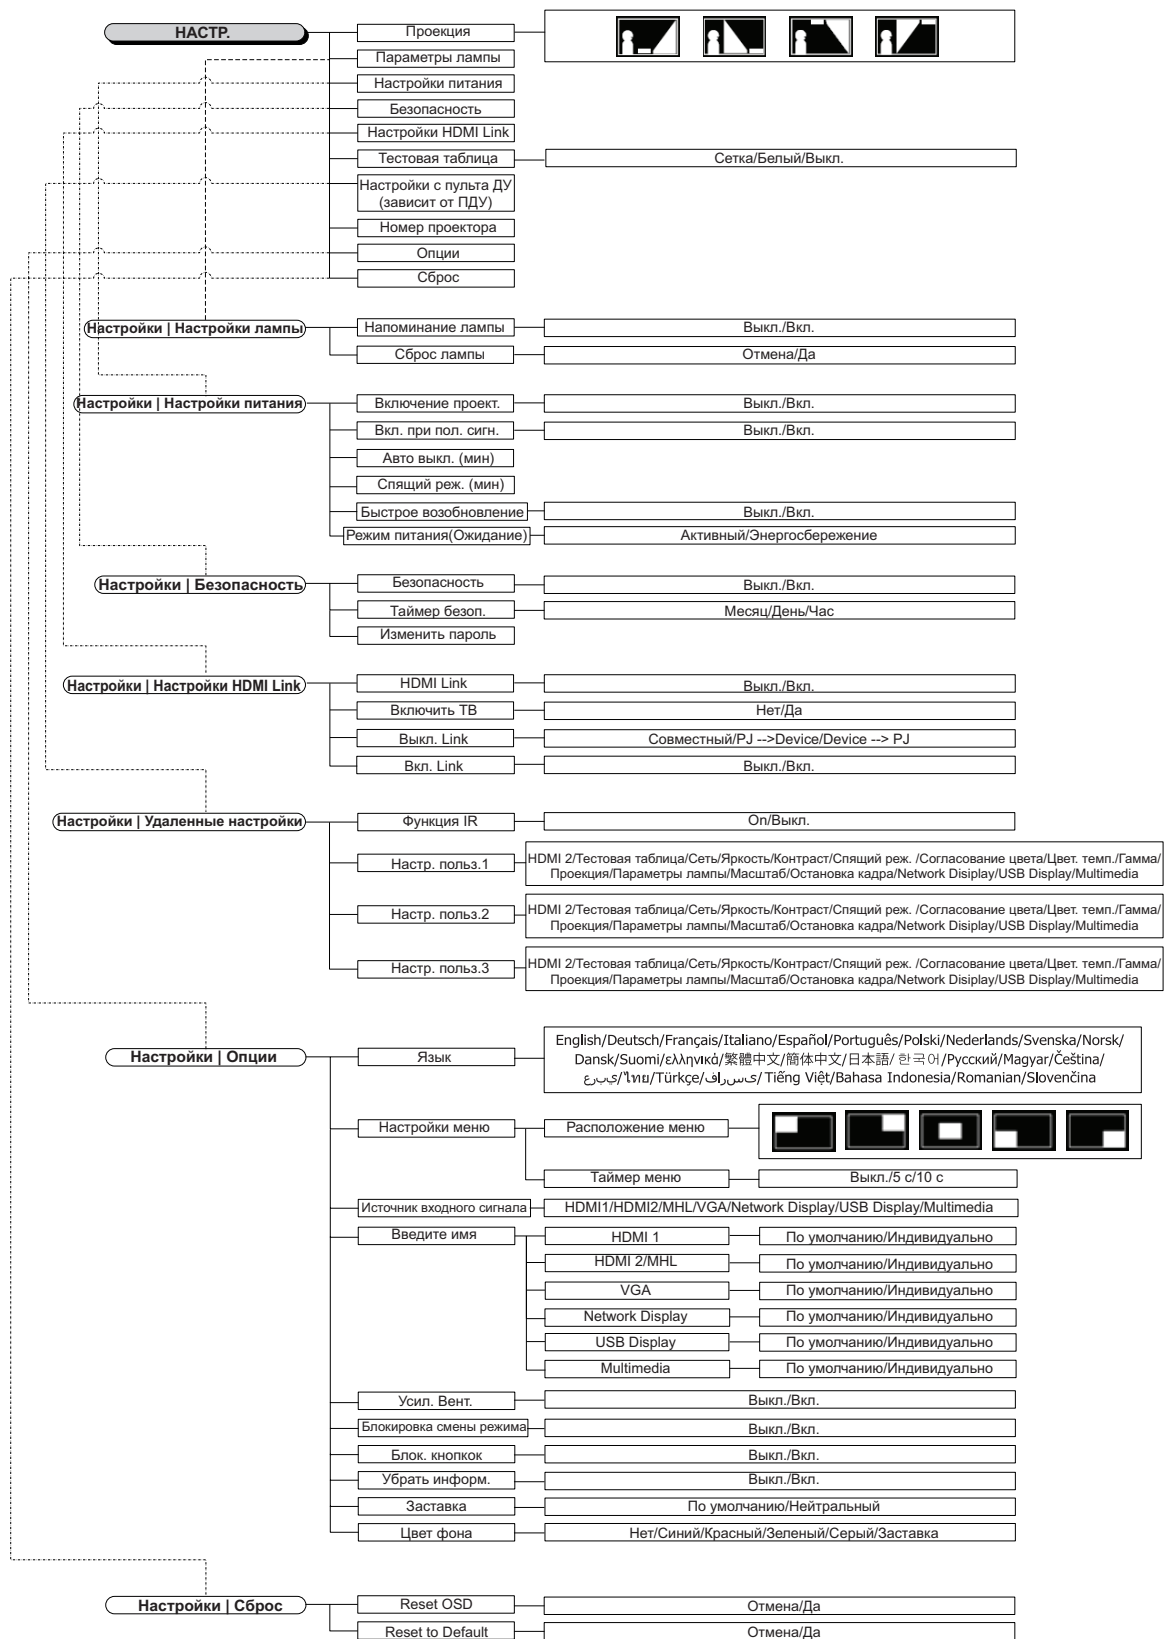 НАСТР.
Проекция
Параметры лампы
Настройки питания
Безопасность
Настройки HDMI Link
Тестовая таблица
Сетка/Белый/Выкл.
Настройки с пульта ДУ
(зависит от ПДУ)
Номер проектора
Опции
Сброс
Настройки | Настройки лампы
Напоминание лампы
Выкл./Вкл.
Сброс лампы
Отмена/Да
Настройки | Настройки питания
Включение проект.
Выкл./Вкл.
Вкл. при пол. сигн.
Выкл./Вкл.
Авто выкл. (мин)
Спящий реж. (мин)
Быстрое возобновление
Выкл./Вкл.
Режим питания(Ожидание)
Активный/Энергосбережение
Настройки | Безопасность
Безопасность
Выкл./Вкл.
Таймер безоп.
Месяц/День/Час
Изменить пароль
Настройки | Настройки HDMI Link
HDMI Link
Выкл./Вкл.
Включить ТВ
Нет/Да
Выкл. Link
Совместный/PJ -->Device/Device --> PJ
Вкл. Link
Выкл./Вкл.
Настройки | Удаленные настройки
Функция IR
On/Выкл.
Настр. польз.1
HDMI 2/Тестовая таблица/Сеть/Яркость/Контраст/Спящий реж. /Согласование цвета/Цвет. темп./Гамма/
Проекция/Параметры лампы/Масштаб/Остановка кадра/Network Disiplay/USB Display/Multimedia
Настр. польз.2
HDMI 2/Тестовая таблица/Сеть/Яркость/Контраст/Спящий реж. /Согласование цвета/Цвет. темп./Гамма/
Проекция/Параметры лампы/Масштаб/Остановка кадра/Network Disiplay/USB Display/Multimedia
Настр. польз.3
HDMI 2/Тестовая таблица/Сеть/Яркость/Контраст/Спящий реж. /Согласование цвета/Цвет. темп./Гамма/
Проекция/Параметры лампы/Масштаб/Остановка кадра/Network Disiplay/USB Display/Multimedia
Настройки | Опции
Язык
English/Deutsch/Français/Italiano/Español/Português/Polski/Nederlands/Svenska/Norsk/
Dansk/Suomi/ελληνικά/繁體中文/簡体中文/日本語/ 한국어/Русский/Magyar/Čeština/
يبرع/ไทย/Türkçe/ىسراف/ Tiếng Việt/Bahasa Indonesia/Romanian/Slovenčina
Настройки меню
Расположение меню
Таймер меню
Выкл./5 с/10 с
Источник входного сигнала
HDMI1/HDMI2/MHL/VGA/Network Display/USB Display/Multimedia
Введите имя
HDMI 1
По умолчанию/Индивидуально
HDMI 2/MHL
По умолчанию/Индивидуально
VGA
По умолчанию/Индивидуально
Network Display
По умолчанию/Индивидуально
USB Display
По умолчанию/Индивидуально
Multimedia
По умолчанию/Индивидуально
Усил. Вент.
Выкл./Вкл.
Блокировка смены режима
Выкл./Вкл.
Блок. кнопкок
Выкл./Вкл.
Убрать информ.
Выкл./Вкл.
Заставка
По умолчанию/Нейтральный
Цвет фона
Нет/Синий/Красный/Зеленый/Серый/Заставка
Настройки | Сброс
Reset OSD
Отмена/Да
Reset to Default
Отмена/Да